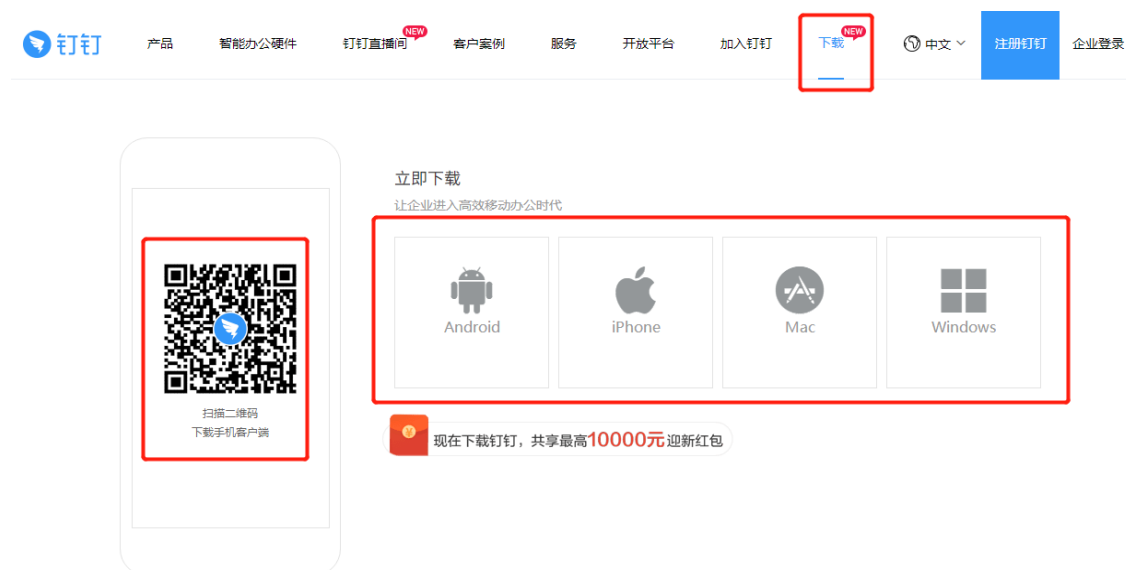 钉钉 产品 智能办公硬件 钉钉直播间 NEW 客户案例 服务 开放平台 加入钉钉 下载 NEW 中文 注册钉钉 企业登录
立即下载
让企业进入高效移动办公时代
Android iPhone Mac Windows
扫描二维码
下载手机客户端
现在下载钉钉，共享最高10000元迎新红包